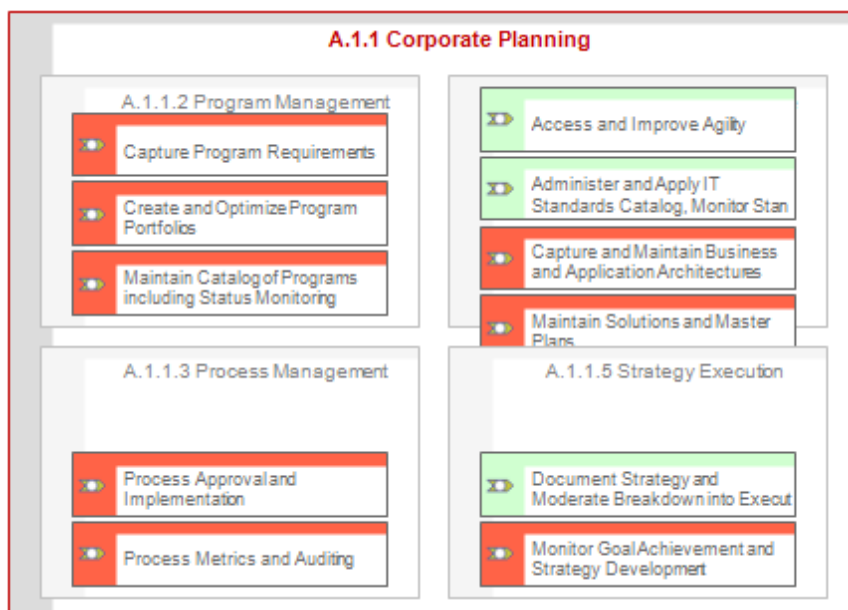 A.1.1 Corporate Planning
A.1.1.2 Program Management
Capture Program Requirements
Create and Optimize Program
Portfolios
Maintain Catalog of Programs
including Status Monitoring
Access and Improve Agility
Administer and Apply IT
Standards Catalog, Monitor Stan
Capture and Maintain Business
and Application Architectures
Maintain Solutions and Master
Plans
A.1.1.3 Process Management
Process Approval and
Implementation
Process Metrics and Auditing
A.1.1.5 Strategy Execution
Document Strategy and
Moderate Breakdown into Execut
Monitor Goal Achievement and
Strategy Development